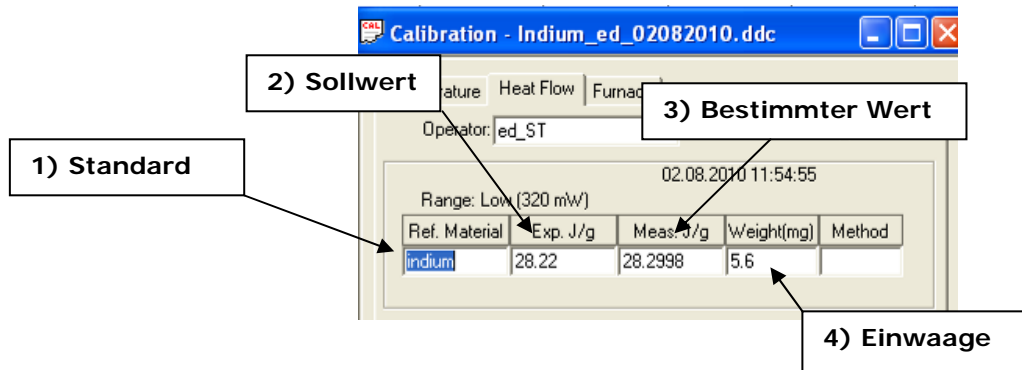 Calibration - Indium_ed_02082010.ddc
2) Sollwert
rature Heat Flow Furnac
3) Bestimmter Wert
Operator: ed_ST
1) Standard
02.08.2010 11:54:55
Range: Low (320 mW)
Ref. Material Exp. J/g Meas. J/g Weight(mg) Method
indium 28.22 28.2998 5.6
4) Einwaage